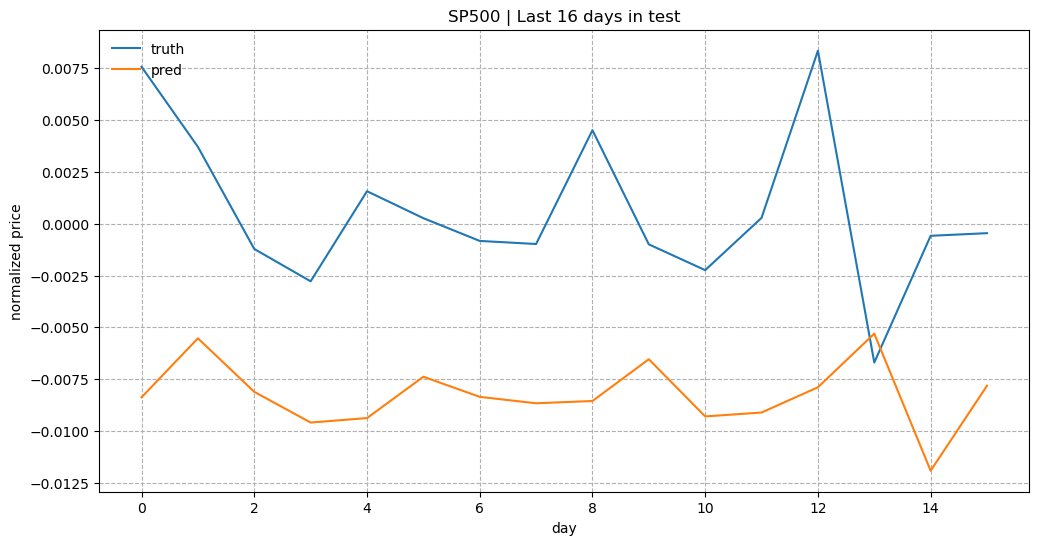 SP500 | Last 16 days in test
truth
pred
normalized price
0.0075
0.0050
0.0025
0.0000
−0.0025
−0.0050
−0.0075
−0.0100
−0.0125
0 2 4 6 8 10 12 14
day